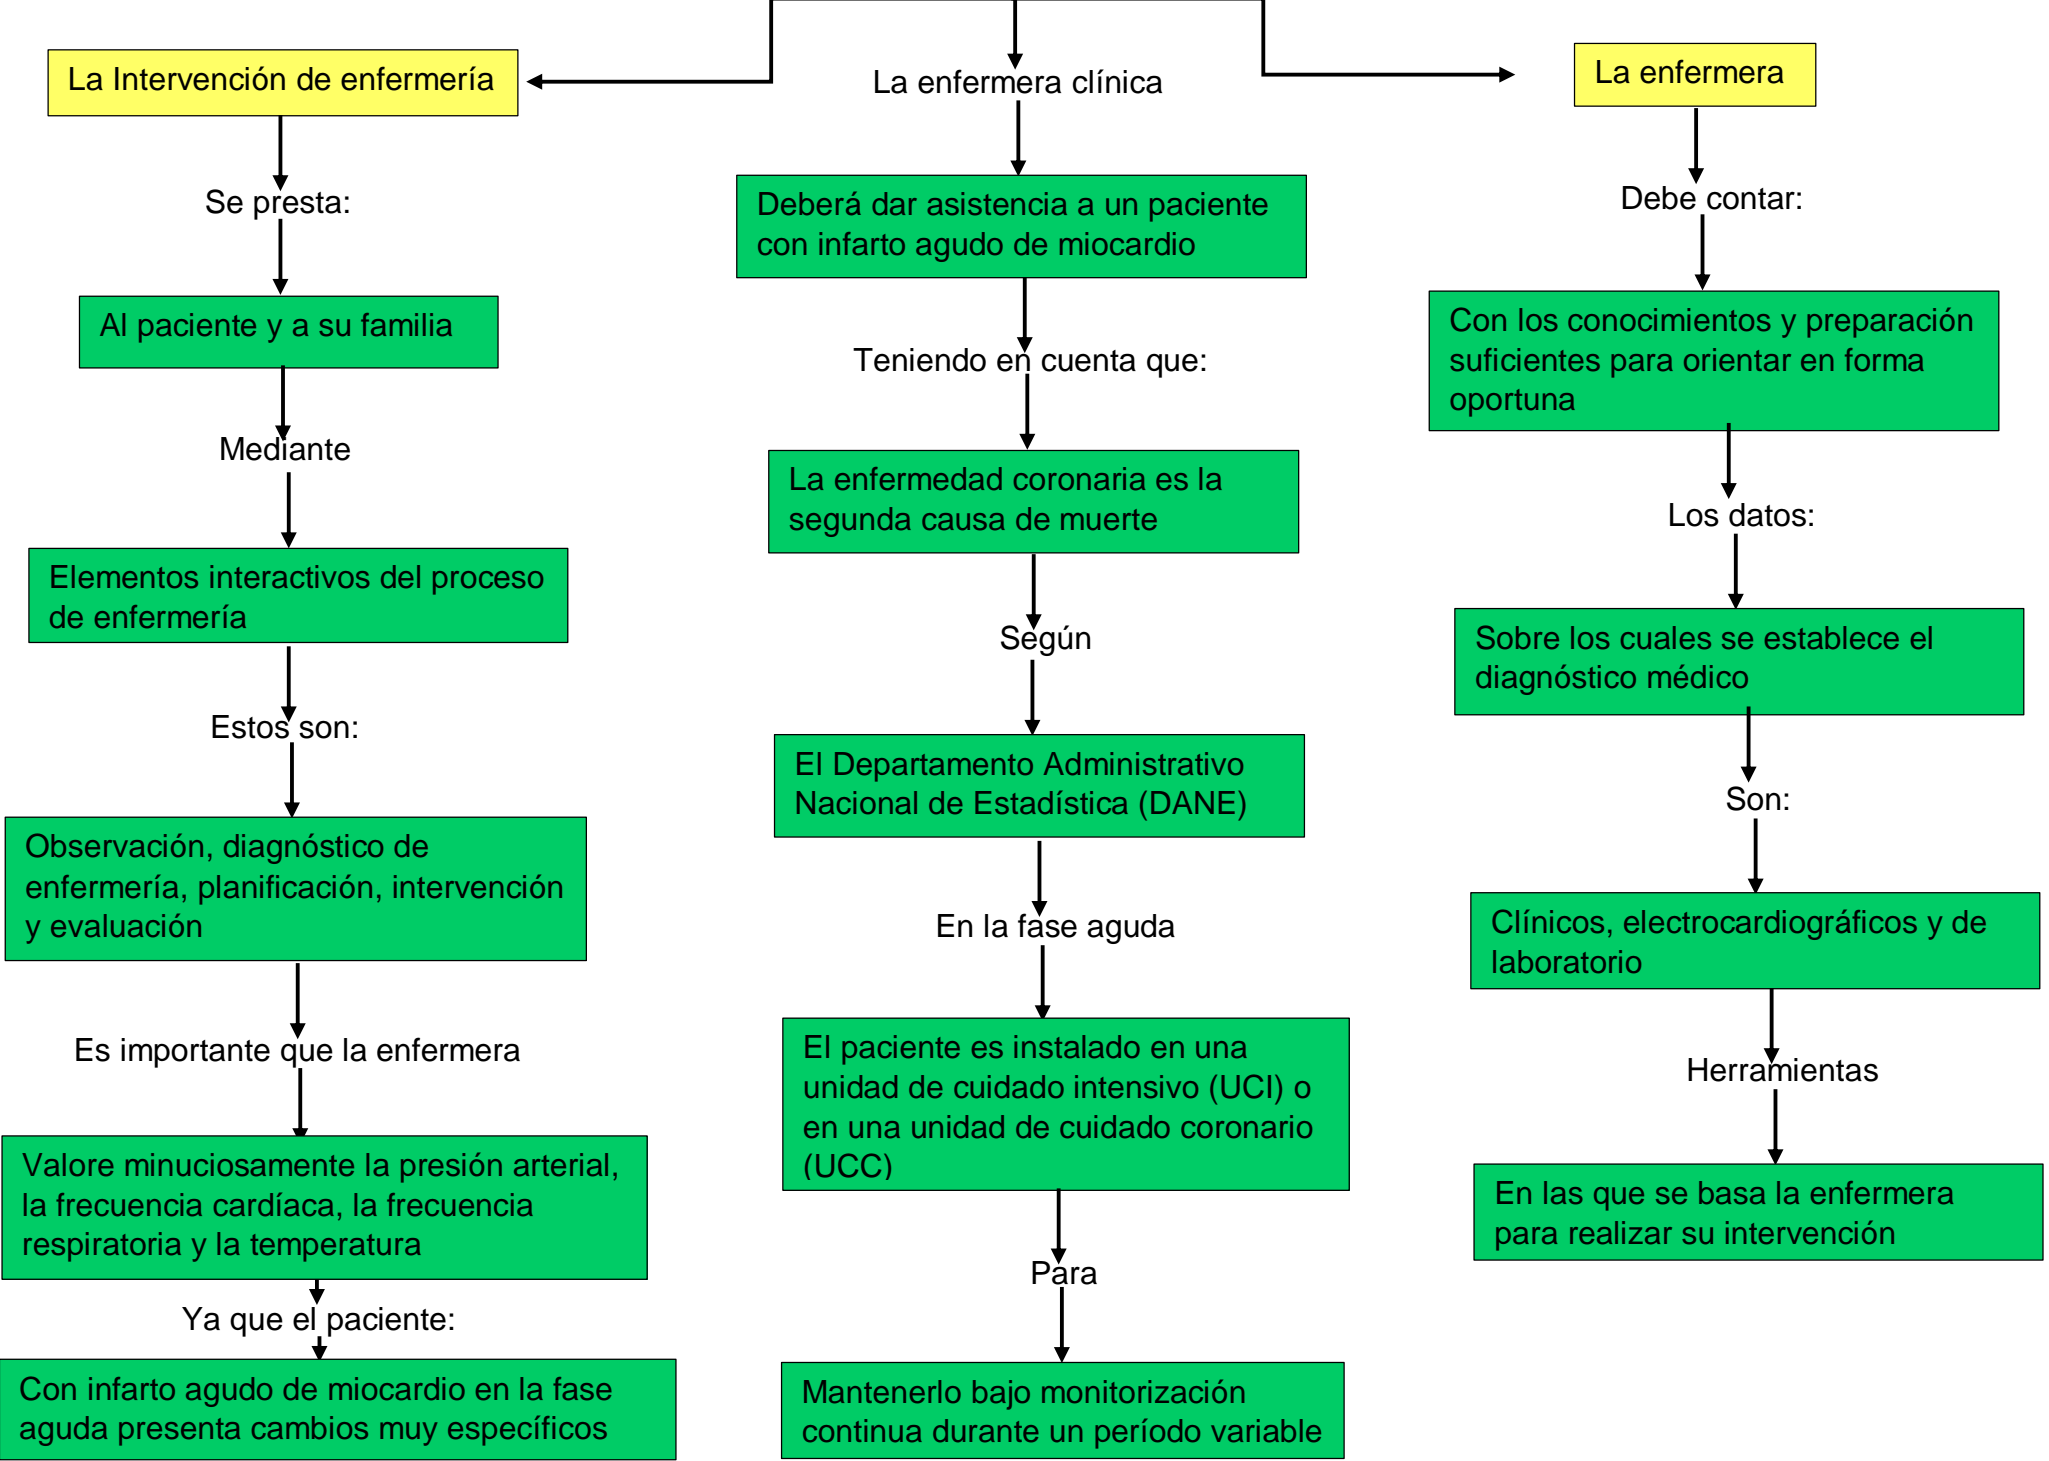 La Intervención de enfermería
Se presta:
Al paciente y a su familia
Mediante
Elementos interactivos del proceso
de enfermería
Estos son:
Observación, diagnóstico de
enfermería, planificación, intervención
y evaluación
Es importante que la enfermera
Valore minuciosamente la presión arterial,
la frecuencia cardíaca, la frecuencia
respiratoria y la temperatura
Ya que el paciente:
Con infarto agudo de miocardio en la fase
aguda presenta cambios muy específicos
La enfermera clínica
Deberá dar asistencia a un paciente
con infarto agudo de miocardio
Teniendo en cuenta que:
La enfermedad coronaria es la
segunda causa de muerte
Según
El Departamento Administrativo
Nacional de Estadística (DANE)
En la fase aguda
El paciente es instalado en una
unidad de cuidado intensivo (UCI) o
en una unidad de cuidado coronario
(UCC)
Para
Mantenerlo bajo monitorización
continua durante un período variable
La enfermera
Debe contar:
Con los conocimientos y preparación
suficientes para orientar en forma
oportuna
Los datos:
Sobre los cuales se establece el
diagnóstico médico
Son:
Clínicos, electrocardiográficos y de
laboratorio
Herramientas
En las que se basa la enfermera
para realizar su intervención